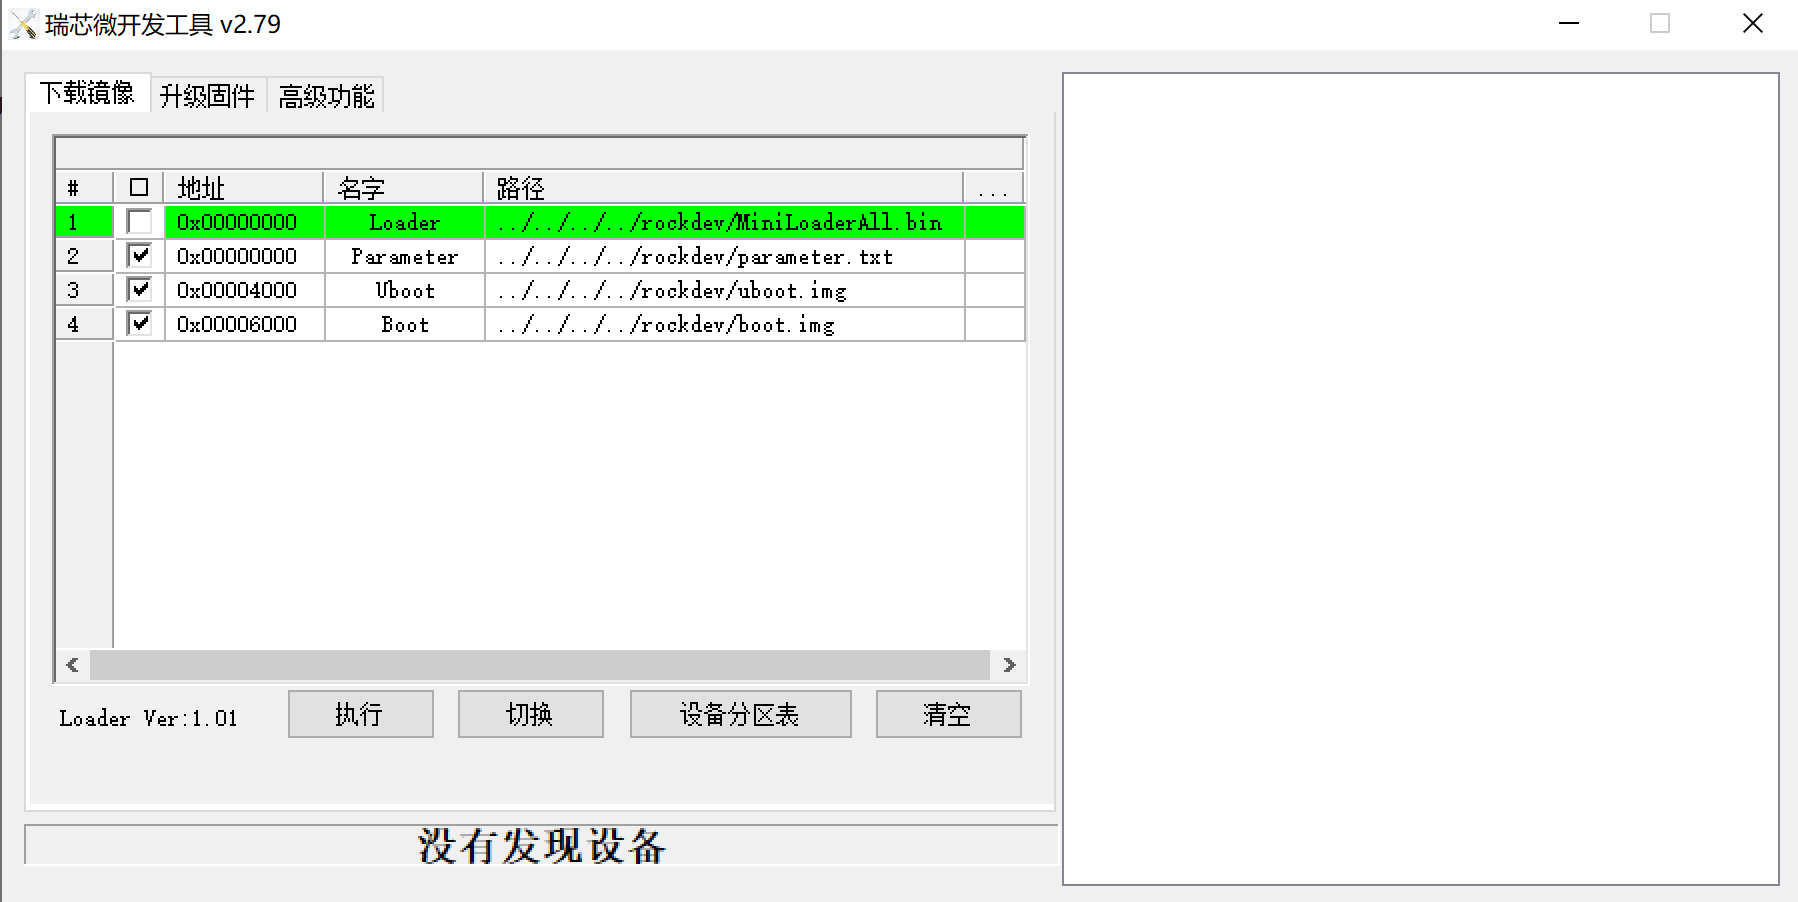 瑞芯微开发工具 v2.79
下载镜像 升级固件 高级功能
# 地址 名字 路径 ...
1 0x00000000 Loader ../../../../rockdev/MiniLoaderAll.bin
2 0x00000000 Parameter ../../../../rockdev/parameter.txt
3 0x00004000 Uboot ../../../../rockdev/uboot.img
4 0x00006000 Boot ../../../../rockdev/boot.img
Loader Ver:1.01 执行 切换 设备分区表 清空
没有发现设备